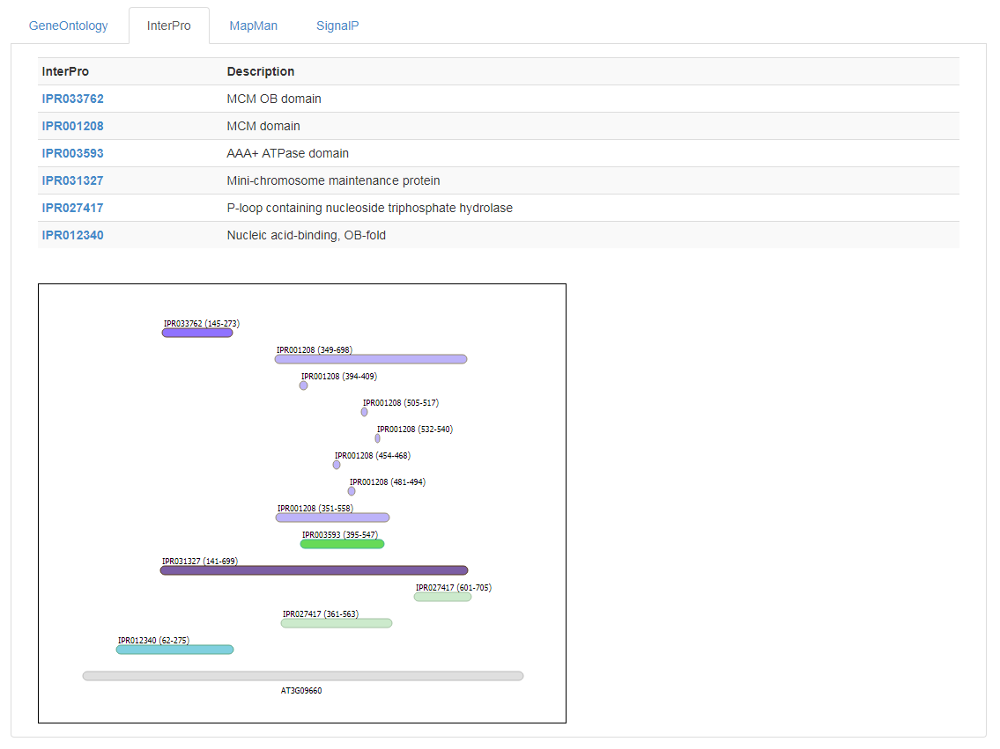 GeneOntology InterPro MapMan SignalP
InterPro Description
IPR033762 MCM OB domain
IPR001208 MCM domain
IPR003593 AAA+ ATPase domain
IPR031327 Mini-chromosome maintenance protein
IPR027417 P-loop containing nucleoside triphosphate hydrolase
IPR012340 Nucleic acid-binding, OB-fold
IPR033762 (145-273)
IPR001208 (349-698)
IPR001208 (394-409)
IPR001208 (505-517)
IPR001208 (532-540)
IPR001208 (454-468)
IPR001208 (481-494)
IPR001208 (351-558)
IPR003593 (395-547)
IPR031327 (141-699)
IPR027417 (601-705)
IPR027417 (361-563)
IPR012340 (62-275)
AT3G09660